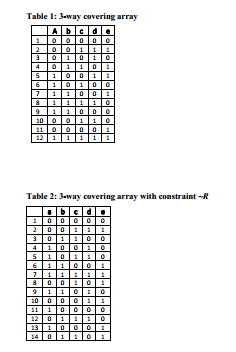 Table 1: 3-way covering array
A b c d e
1 0 0 0 0 0
2 0 0 1 1 1
3 0 1 0 1 0
4 0 1 1 0 1
5 1 0 0 1 1
6 1 0 1 0 0
7 1 1 0 0 1
8 1 1 1 1 0
9 1 1 0 0 0
10 0 0 1 1 0
11 0 0 0 0 1
12 1 1 1 1 1
Table 2: 3-way covering array with constraint ~R
a b c d e
1 0 0 0 0 0
2 0 0 1 1 1
3 0 1 1 0 0
4 1 0 0 1 0
5 1 0 1 1 0
6 1 1 0 0 1
7 1 1 1 1 1
8 0 0 1 0 1
9 1 1 0 1 0
10 0 0 0 1 1
11 1 0 0 0 0
12 0 1 1 1 0
13 1 0 0 0 1
14 0 1 1 0 1